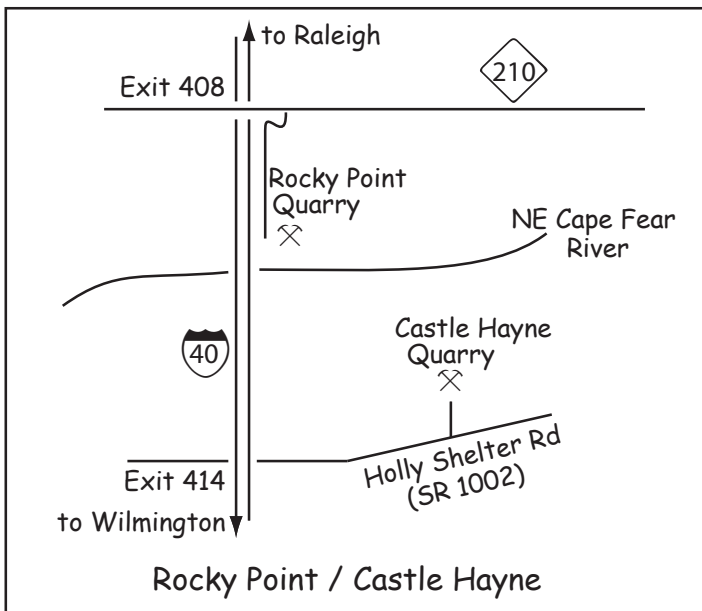 to Raleigh
210
Exit 408
Rocky Point
Quarry
NE Cape Fear
River
Castle Hayne
Quarry
40
Holly Shelter Rd
(SR 1002)
Exit 414
to Wilmington
Rocky Point / Castle Hayne